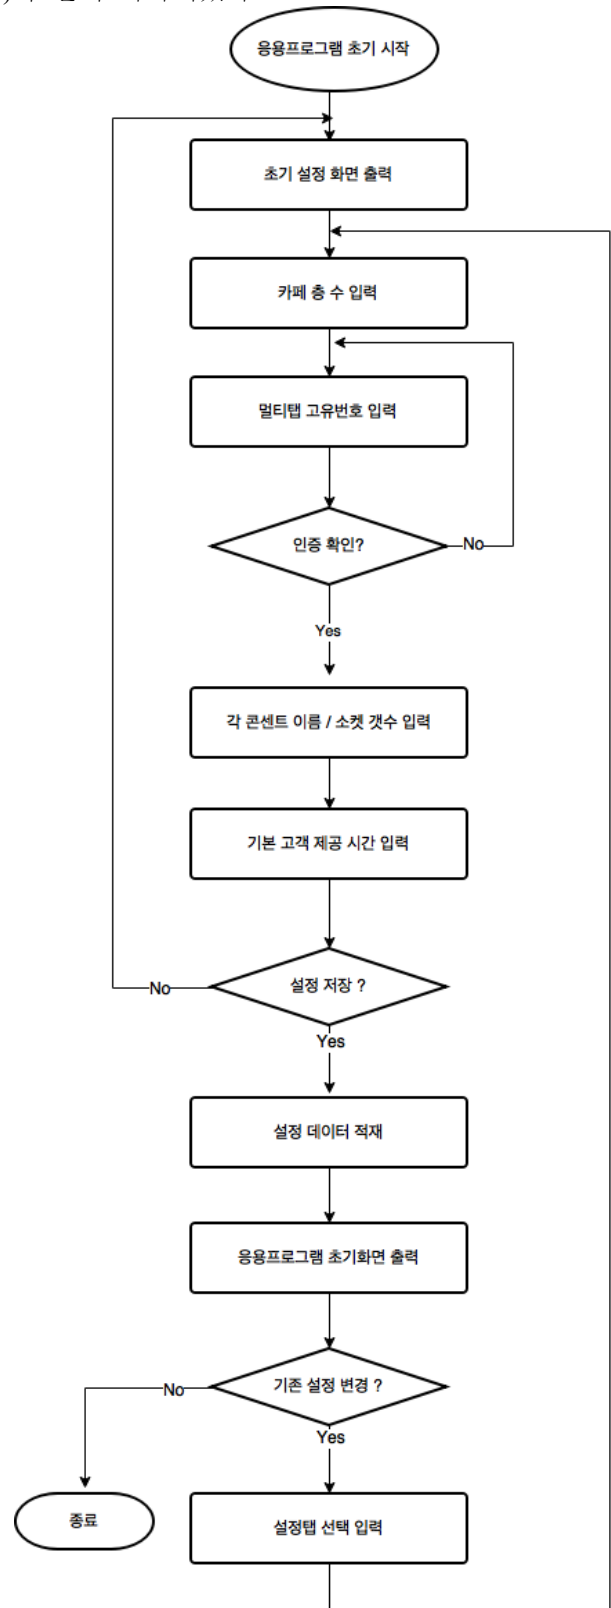 응용프로그램 초기 시작
초기 설정 화면 출력
카페 층 수 입력
멀티탭 고유번호 입력
인증 확인?
No
Yes
각 콘센트 이름 / 소켓 갯수 입력
기본 고객 제공 시간 입력
설정 저장 ?
No
Yes
설정 데이터 적재
응용프로그램 초기화면 출력
기존 설정 변경 ?
No
Yes
종료
설정탭 선택 입력